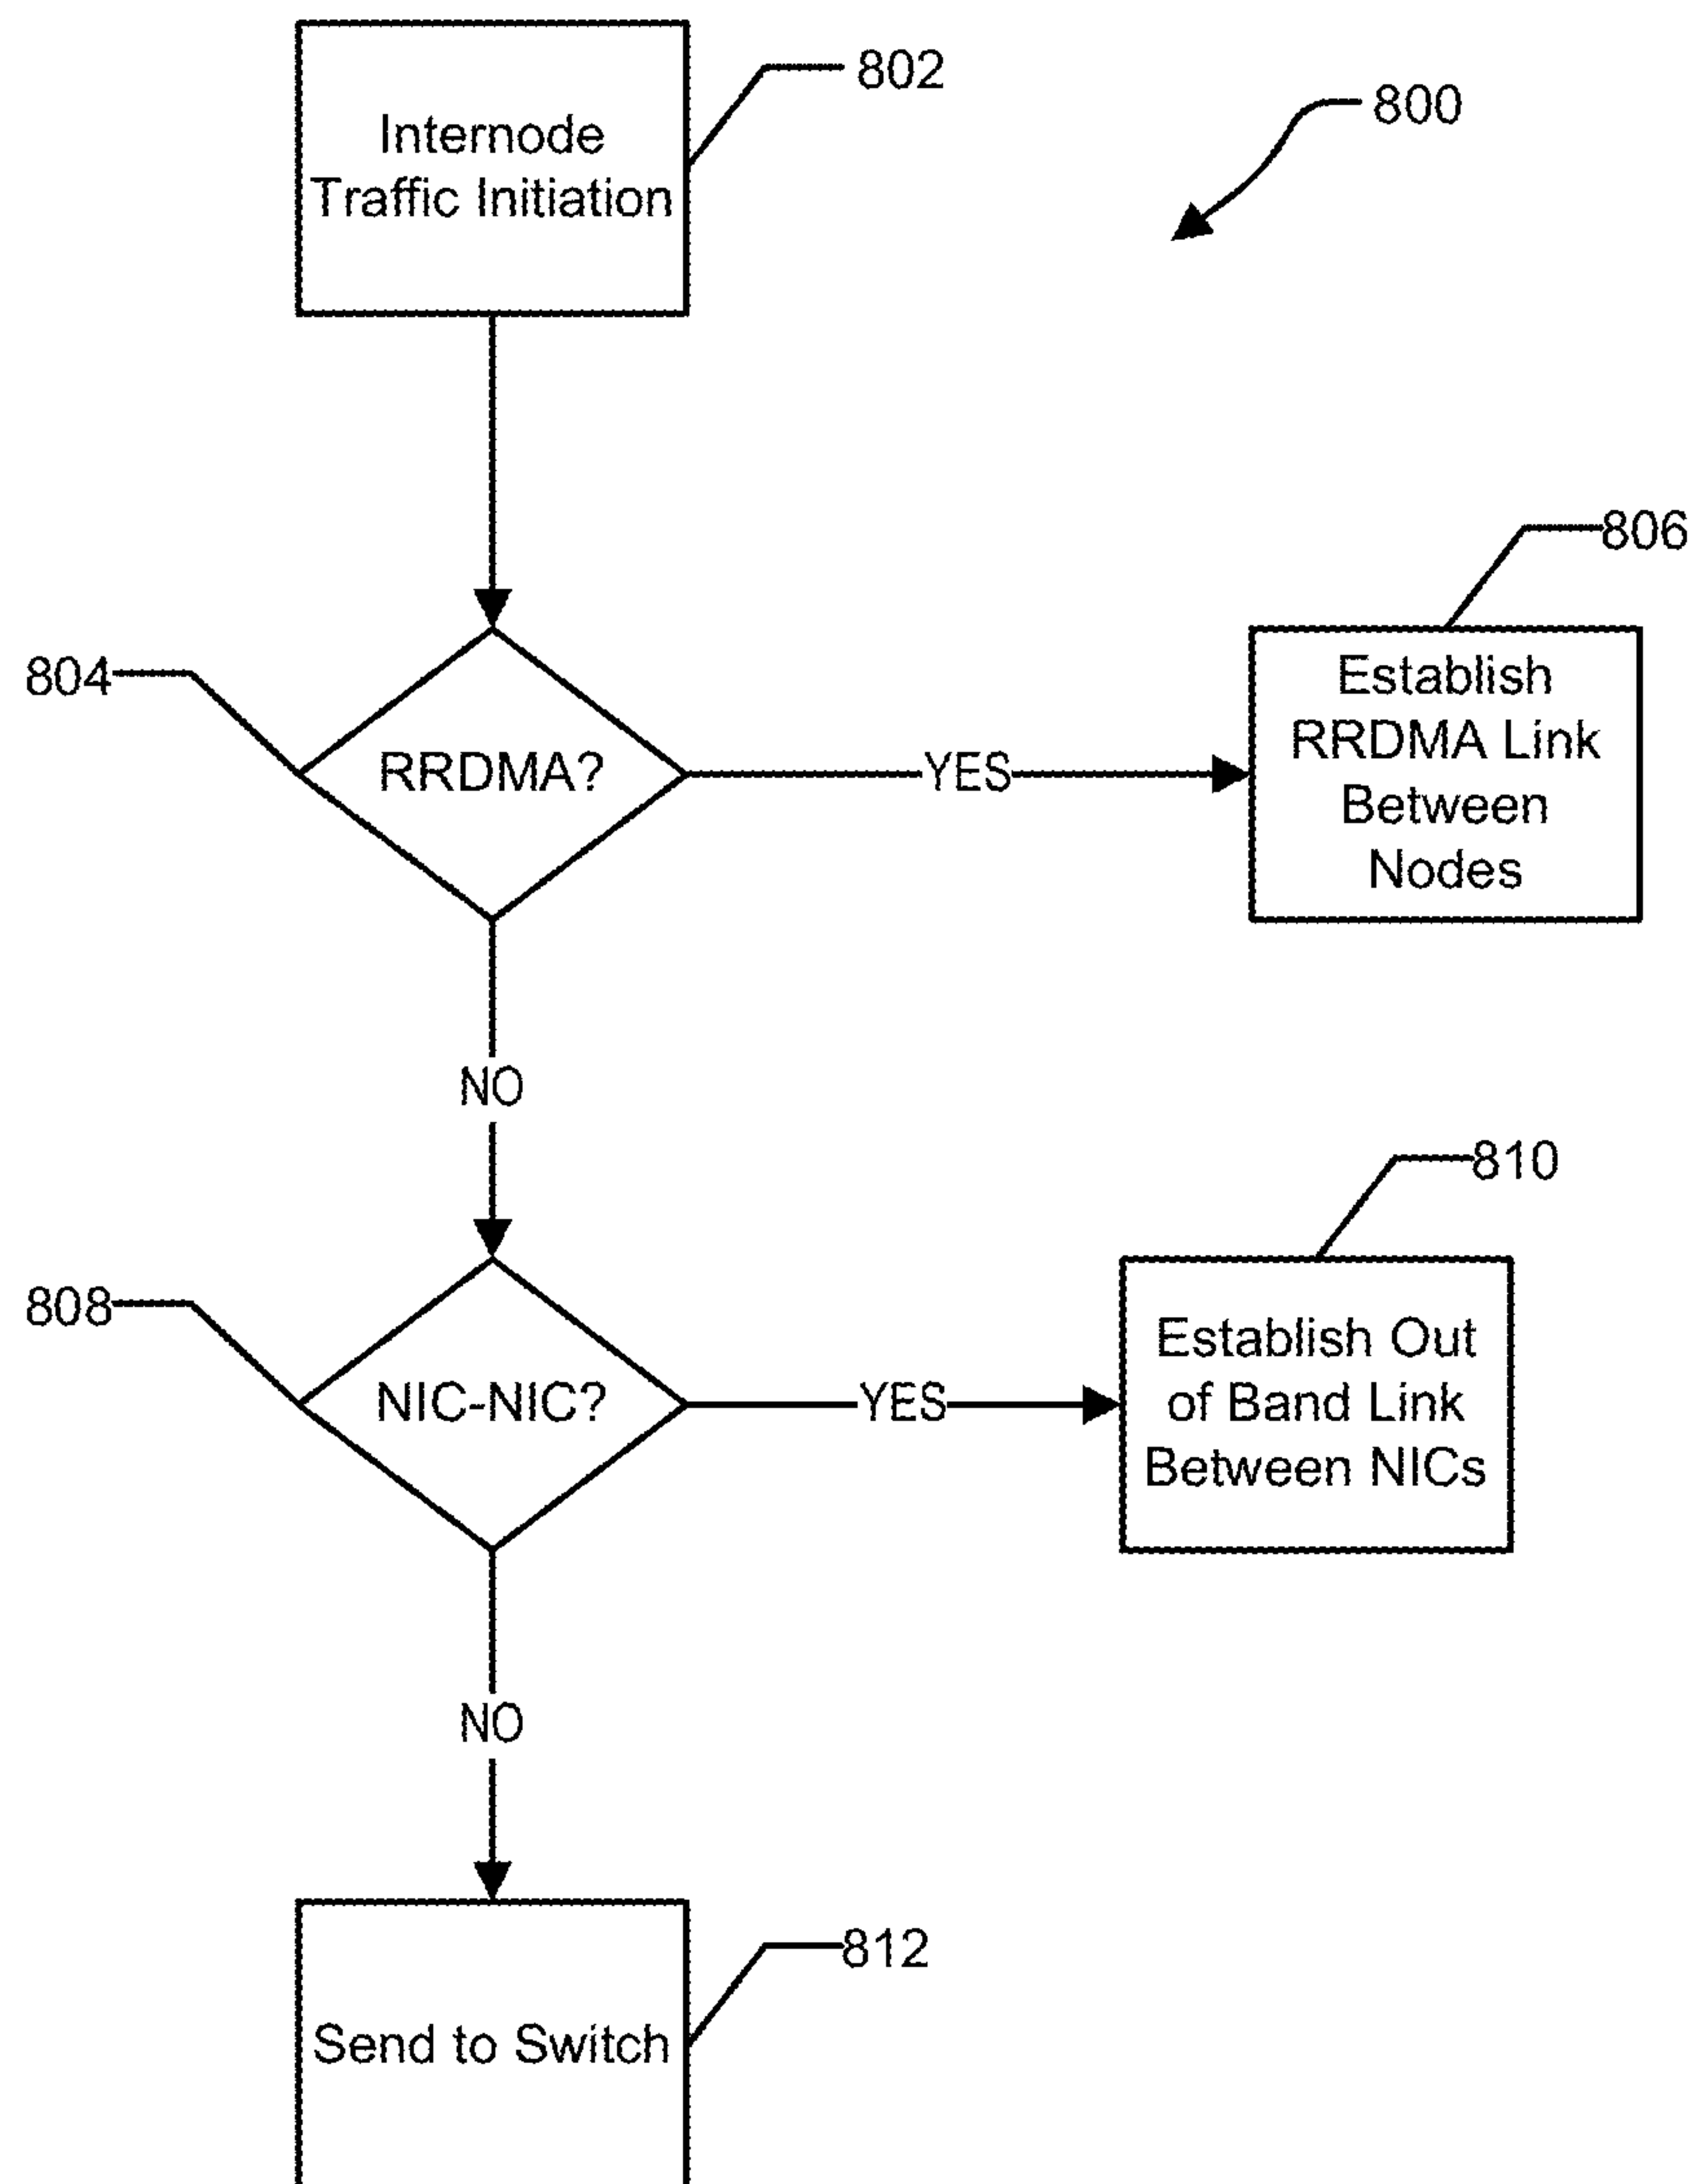 802
800
Internode
Traffic Initiation
806
804
RRDMA?
YES
Establish
RRDMA Link
Between
Nodes
NO
810
808
NIC-NIC?
YES
Establish Out
of Band Link
Between NICs
NO
812
Send to Switch